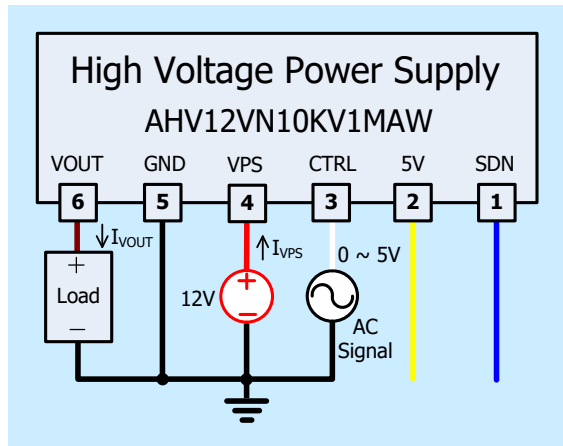 High Voltage Power Supply
AHV12VN10KV1MAW
VOUT GND VPS CTRL 5V SDN
6 5 4 3 2 1
↓IVOUT ↑IVPS 0 ~ 5V
+
Load
−
12V
+
−
AC
Signal